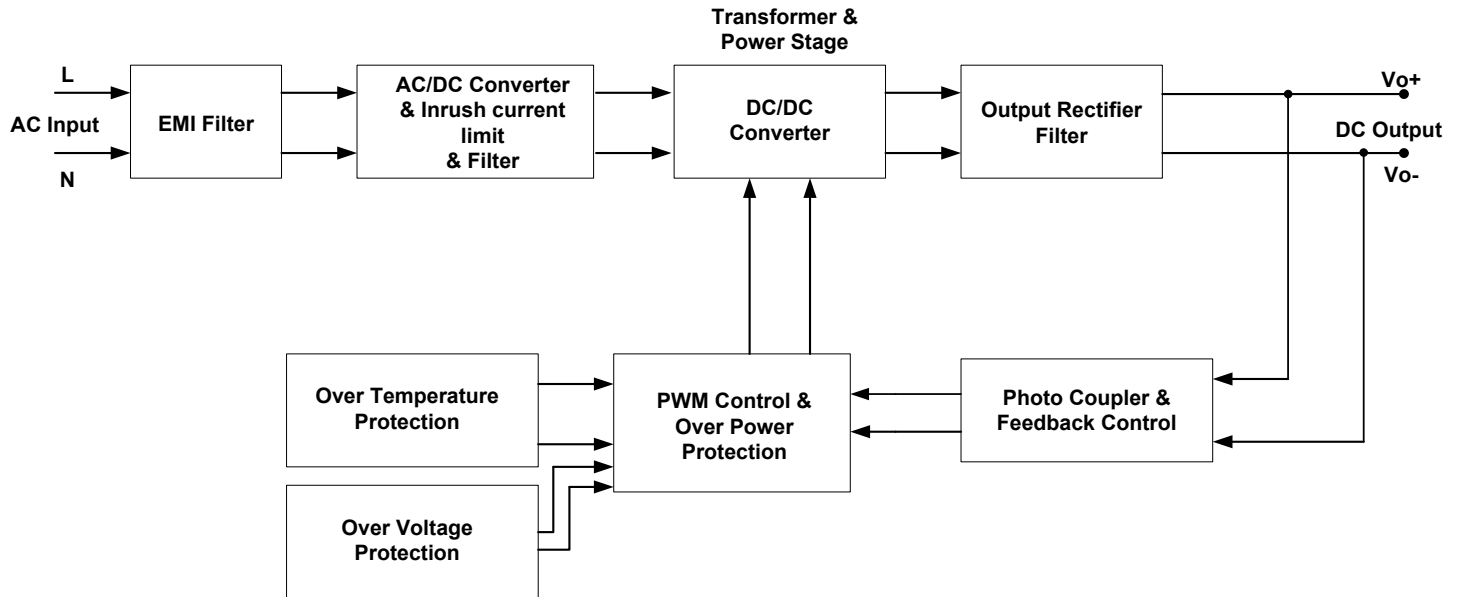 Transformer &
Power Stage
L
AC Input
N
EMI Filter
AC/DC Converter
& Inrush current
limit
& Filter
DC/DC
Converter
Output Rectifier
Filter
Vo+
DC Output
Vo-
Over Temperature
Protection
PWM Control &
Over Power
Protection
Photo Coupler &
Feedback Control
Over Voltage
Protection